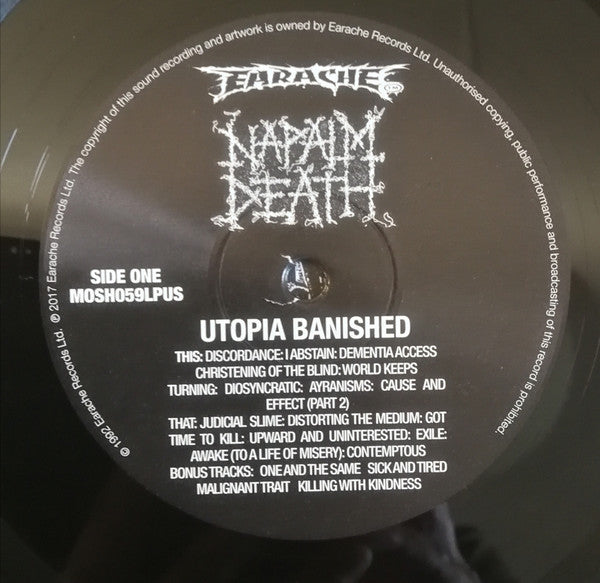 EARACHE
NAPALM
DEATH
SIDE ONE
MOSH059LPUS
UTOPIA BANISHED
THIS: DISCORDANCE: I ABSTAIN: DEMENTIA ACCESS
CHRISTENING OF THE BLIND: WORLD KEEPS
TURNING: DIOSYNCRATIC: AYRANISMS: CAUSE AND
EFFECT (PART 2)
THAT: JUDICIAL SLIME: DISTORTING THE MEDIUM: GOT
TIME TO KILL: UPWARD AND UNINTERESTED: EXILE:
AWAKE (TO A LIFE OF MISERY): CONTEMPTOUS
BONUS TRACKS: ONE AND THE SAME SICK AND TIRED
MALIGNANT TRAIT KILLING WITH KINDNESS
© 1992 Earache Records Ltd. ℗ 2017 Earache Records Ltd. The copyright of this sound recording and artwork is owned by Earache Records Ltd. Unauthorised copying, public performance and broadcasting of this record is prohibited.